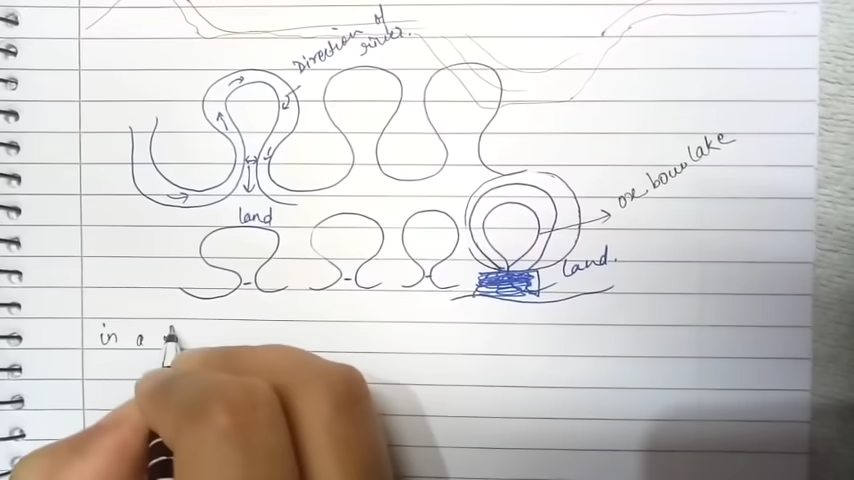 Direction of
river.
land
ox bow lake
land.
in a